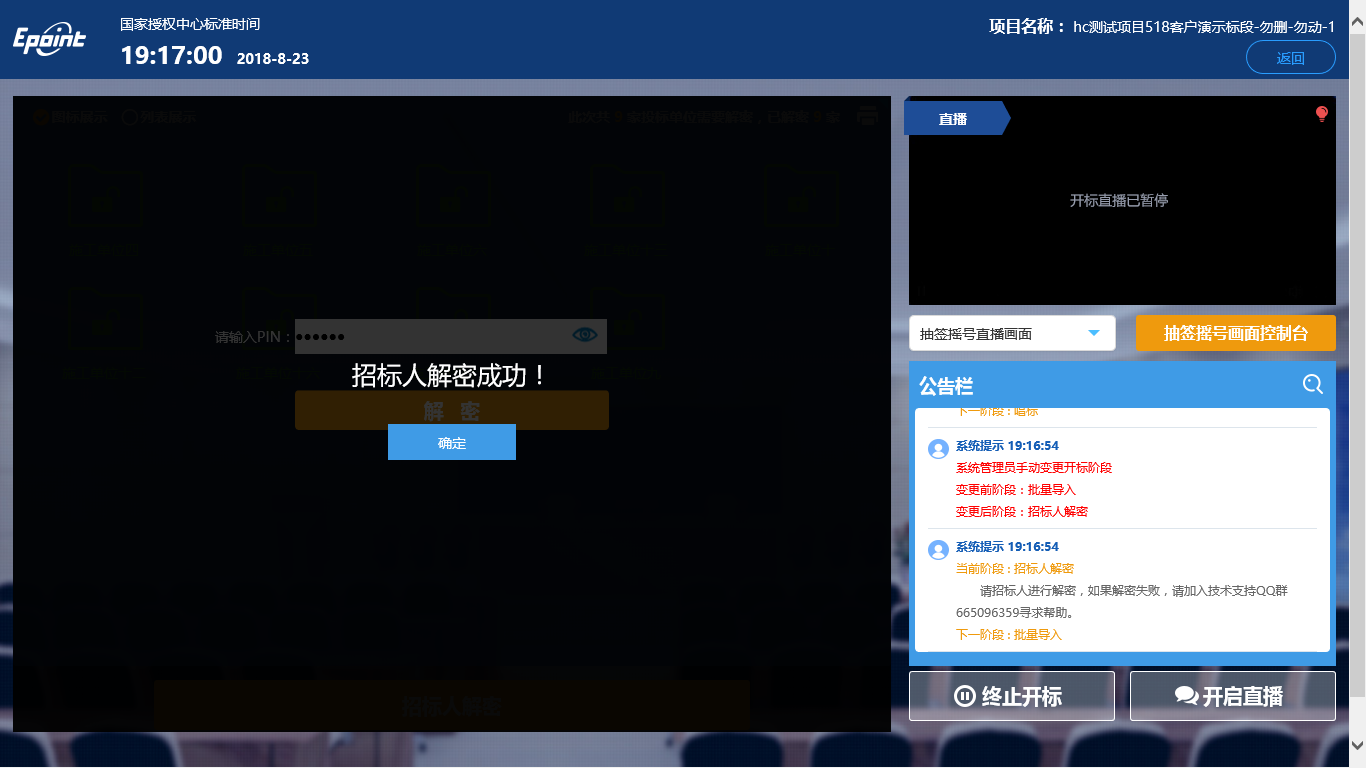 Epoint
国家授权中心标准时间
19:17:00 2018-8-23
项目名称： hc测试项目518客户演示标段-勿删-勿动-1
返回
图标展示 列表展示
直播
开标直播已暂停
请输入PIN：●●●●●●
招标人解密成功！
解 密
确定
招标人解密
抽签摇号直播画面
抽签摇号画面控制台
公告栏
下一阶段：唱标
系统提示 19:16:54
系统管理员手动变更开标阶段
变更前阶段：批量导入
变更后阶段：招标人解密
系统提示 19:16:54
当前阶段：招标人解密
请招标人进行解密，如果解密失败，请加入技术支持QQ群
665096359寻求帮助。
下一阶段：批量导入
终止开标
开启直播